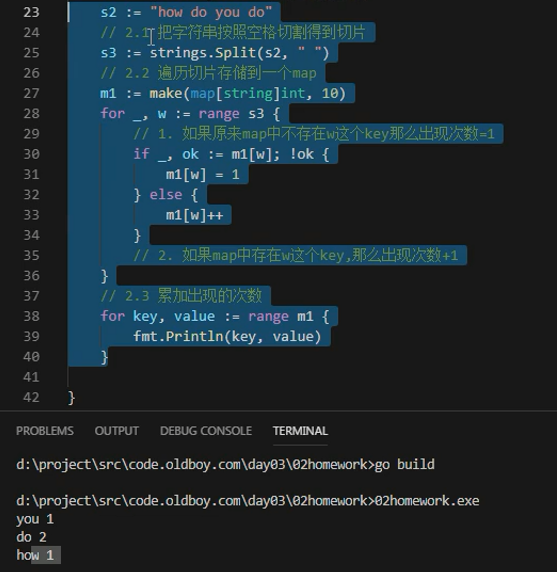 23 s2 := "how do you do"
24 // 2.1 把字符串按照空格切割得到切片
25 s3 := strings.Split(s2, " ")
26 // 2.2 遍历切片存储到一个map
27 m1 := make(map[string]int, 10)
28 for _, w := range s3 {
29 // 1. 如果原来map中不存在w这个key那么出现次数=1
30 if _, ok := m1[w]; !ok {
31 m1[w] = 1
32 } else {
33 m1[w]++
34 }
35 // 2. 如果map中存在w这个key,那么出现次数+1
36 }
37 // 2.3 累加出现的次数
38 for key, value := range m1 {
39 fmt.Println(key, value)
40 }
41
42 }
PROBLEMS OUTPUT DEBUG CONSOLE TERMINAL
d:\project\src\code.oldboy.com\day03\02homework>go build
d:\project\src\code.oldboy.com\day03\02homework>02homework.exe
you 1
do 2
how 1